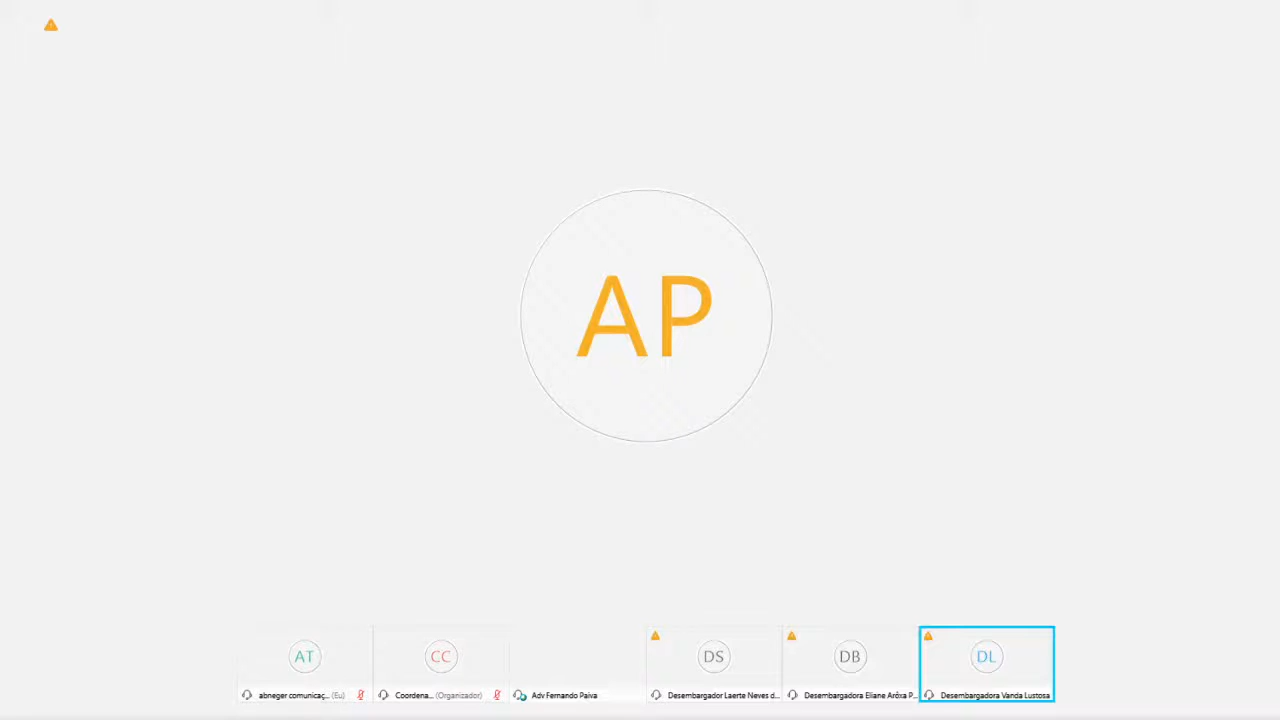 AP
AT
CC
DS
DB
DL
abneger comunicaç... (Eu)
Coordena... (Organizador)
Adv Fernando Paiva
Desembargador Laerte Neves d...
Desembargadora Eliane Aróxa P...
Desembargadora Vanda Lustosa